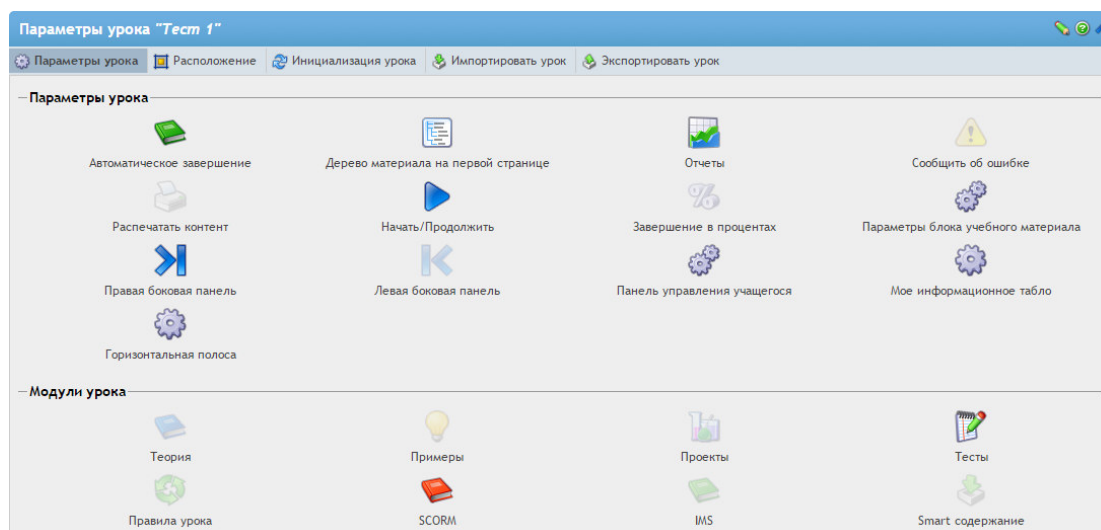 Параметры урока "Тест 1"
Параметры урока Расположение Инициализация урока Импортировать урок Экспортировать урок
Параметры урока
Автоматическое завершение Дерево материала на первой странице Отчеты Сообщить об ошибке
Распечатать контент Начать/Продолжить Завершение в процентах Параметры блока учебного материала
Правая боковая панель Левая боковая панель Панель управления учащегося Мое информационное табло
Горизонтальная полоса
Модули урока
Теория Примеры Проекты Тесты
Правила урока SCORM IMS Smart содержание